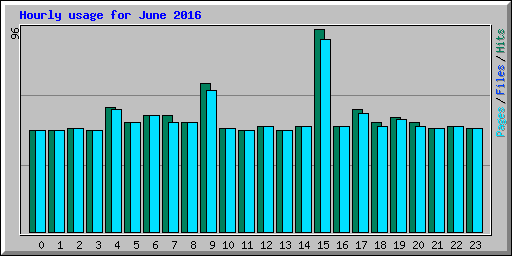 Hourly usage for June 2016
96
Pages / Files / Hits
0 1 2 3 4 5 6 7 8 9 10 11 12 13 14 15 16 17 18 19 20 21 22 23